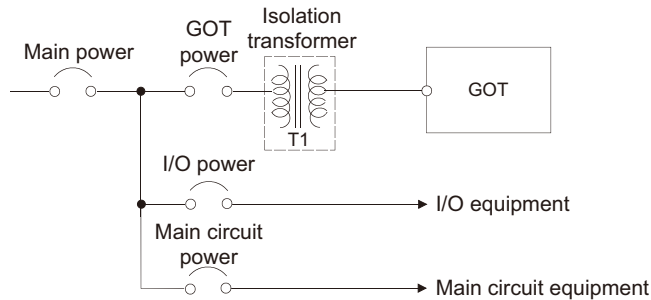 Main power
GOT
power
Isolation
transformer
T1
GOT
I/O power
I/O equipment
Main circuit
power
Main circuit equipment